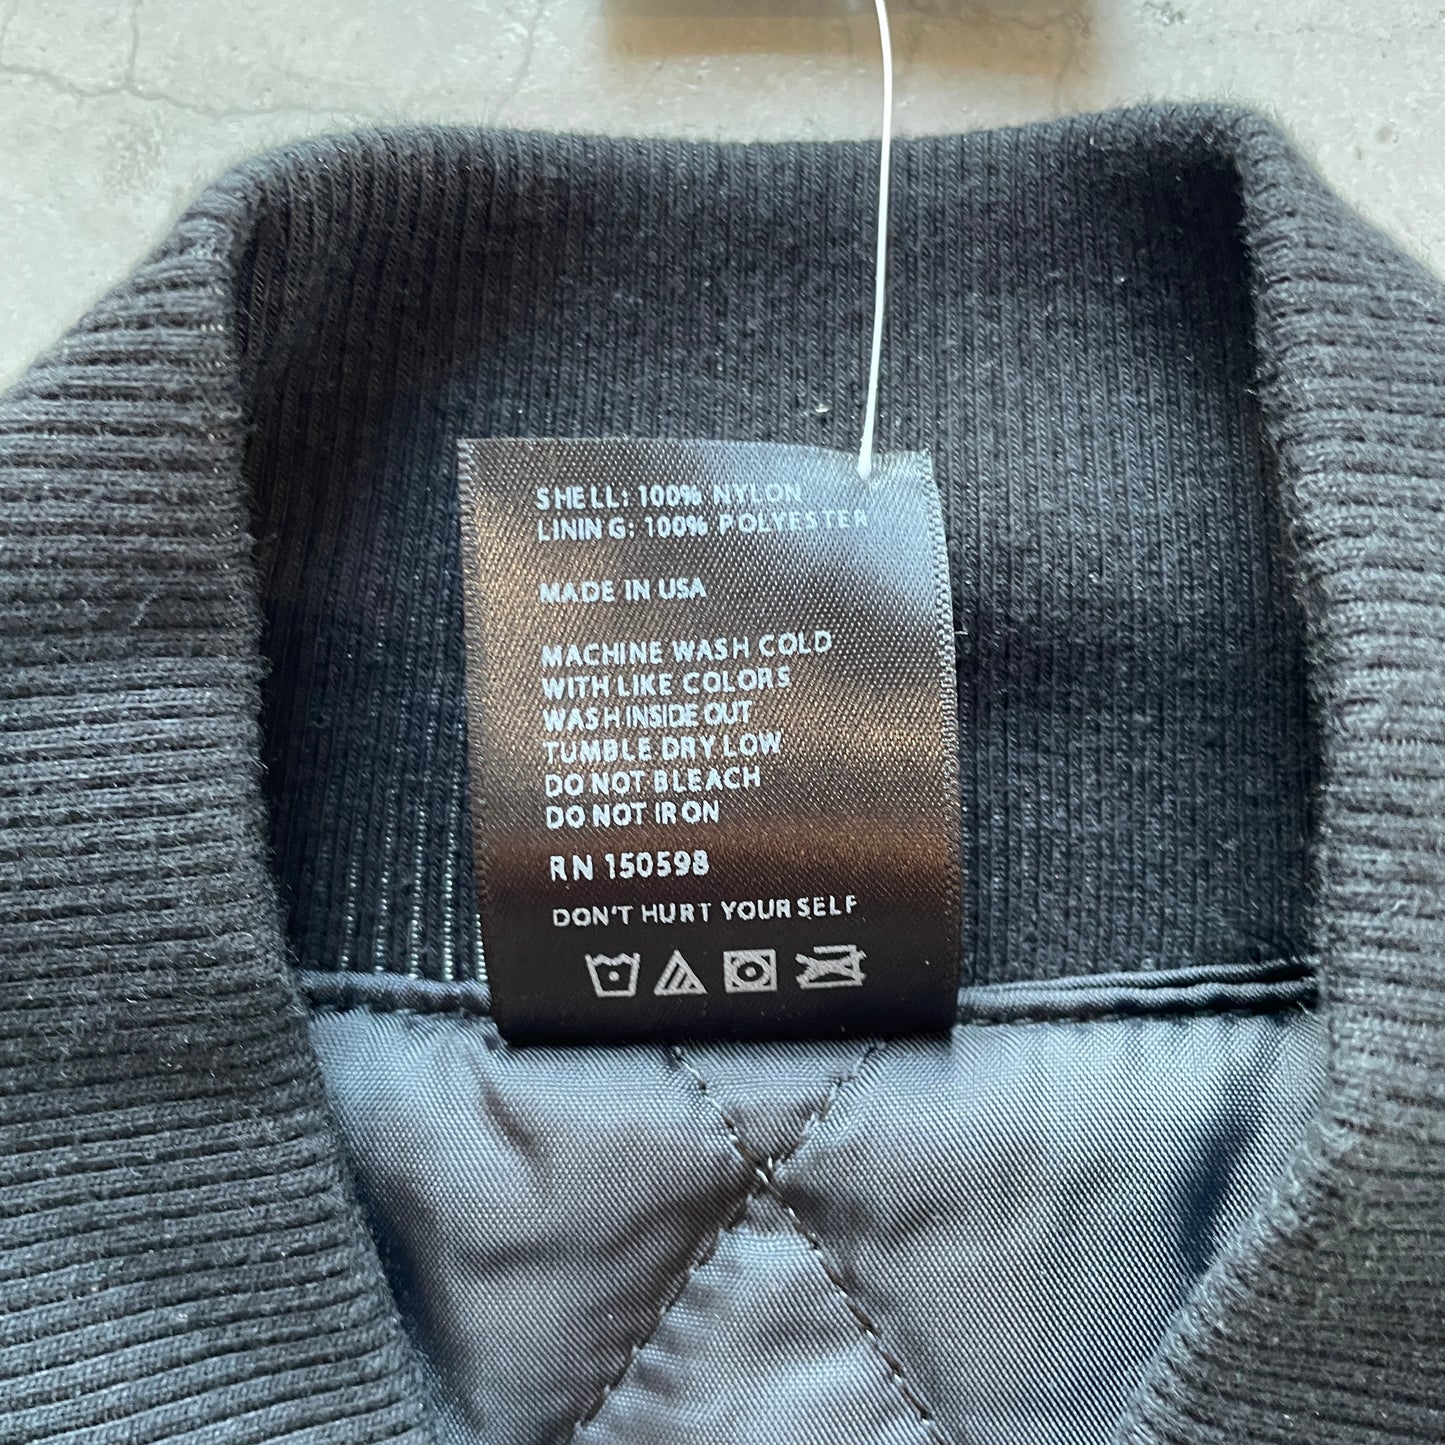 SHELL: 100% NYLON
LINING: 100% POLYESTER
MADE IN USA
MACHINE WASH COLD
WITH LIKE COLORS
WASH INSIDE OUT
TUMBLE DRY LOW
DO NOT BLEACH
DO NOT IRON
RN 150598
DON'T HURT YOURSELF